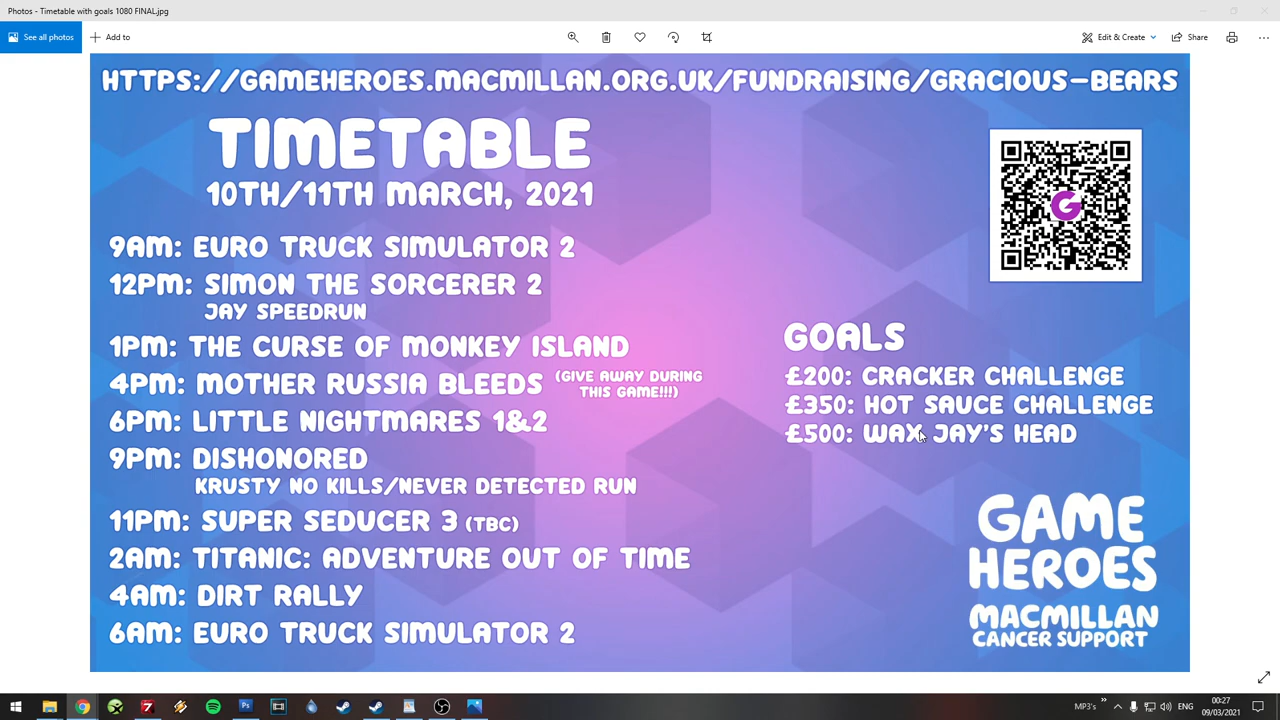 Photos - Timetable with goals 1080 FINAL.jpg
See all photos
Add to
Edit & Create
Share
HTTPS://GAMEHEROES.MACMILLAN.ORG.UK/FUNDRAISING/GRACIOUS-BEARS
TIMETABLE
10TH/11TH MARCH, 2021
9AM: EURO TRUCK SIMULATOR 2
12PM: SIMON THE SORCERER 2
JAY SPEEDRUN
1PM: THE CURSE OF MONKEY ISLAND
4PM: MOTHER RUSSIA BLEEDS (GIVE AWAY DURING
THIS GAME!!!)
6PM: LITTLE NIGHTMARES 1&2
9PM: DISHONORED
KRUSTY NO KILLS/NEVER DETECTED RUN
11PM: SUPER SEDUCER 3 (TBC)
2AM: TITANIC: ADVENTURE OUT OF TIME
4AM: DIRT RALLY
6AM: EURO TRUCK SIMULATOR 2
G
GOALS
£200: CRACKER CHALLENGE
£350: HOT SAUCE CHALLENGE
£500: WAX JAY'S HEAD
GAME
HEROES
MACMILLAN
CANCER SUPPORT
MP3's
ENG
00:27
09/03/2021